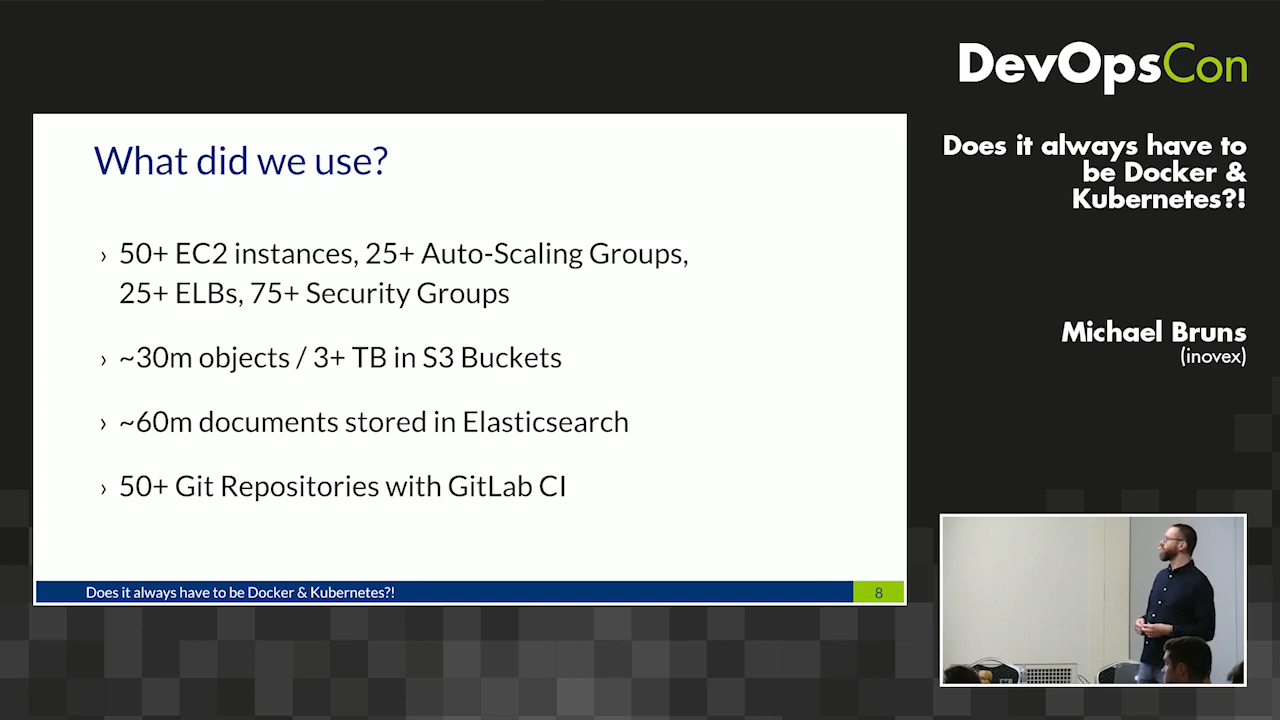 DevOpsCon
Does it always have to
be Docker &
Kubernetes?!
Michael Bruns
(inovex)
What did we use?
› 50+ EC2 instances, 25+ Auto-Scaling Groups,
25+ ELBs, 75+ Security Groups
› ~30m objects / 3+ TB in S3 Buckets
› ~60m documents stored in Elasticsearch
› 50+ Git Repositories with GitLab CI
Does it always have to be Docker & Kubernetes?!
8